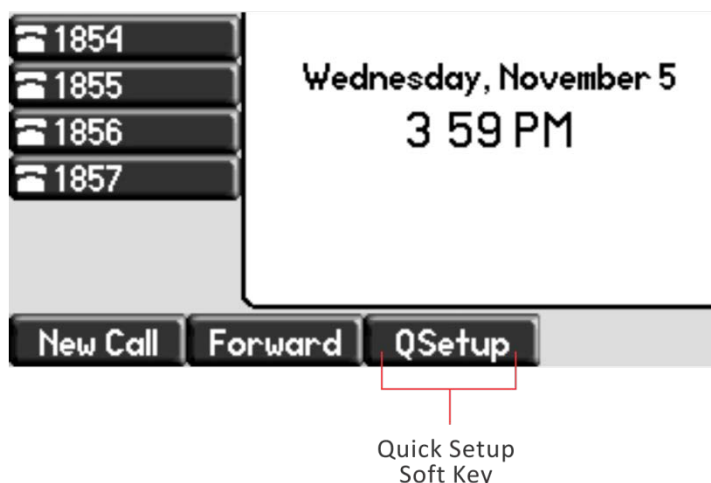 1854
1855
1856
1857
Wednesday, November 5
3 59 PM
New Call
Forward
QSetup
Quick Setup
Soft Key